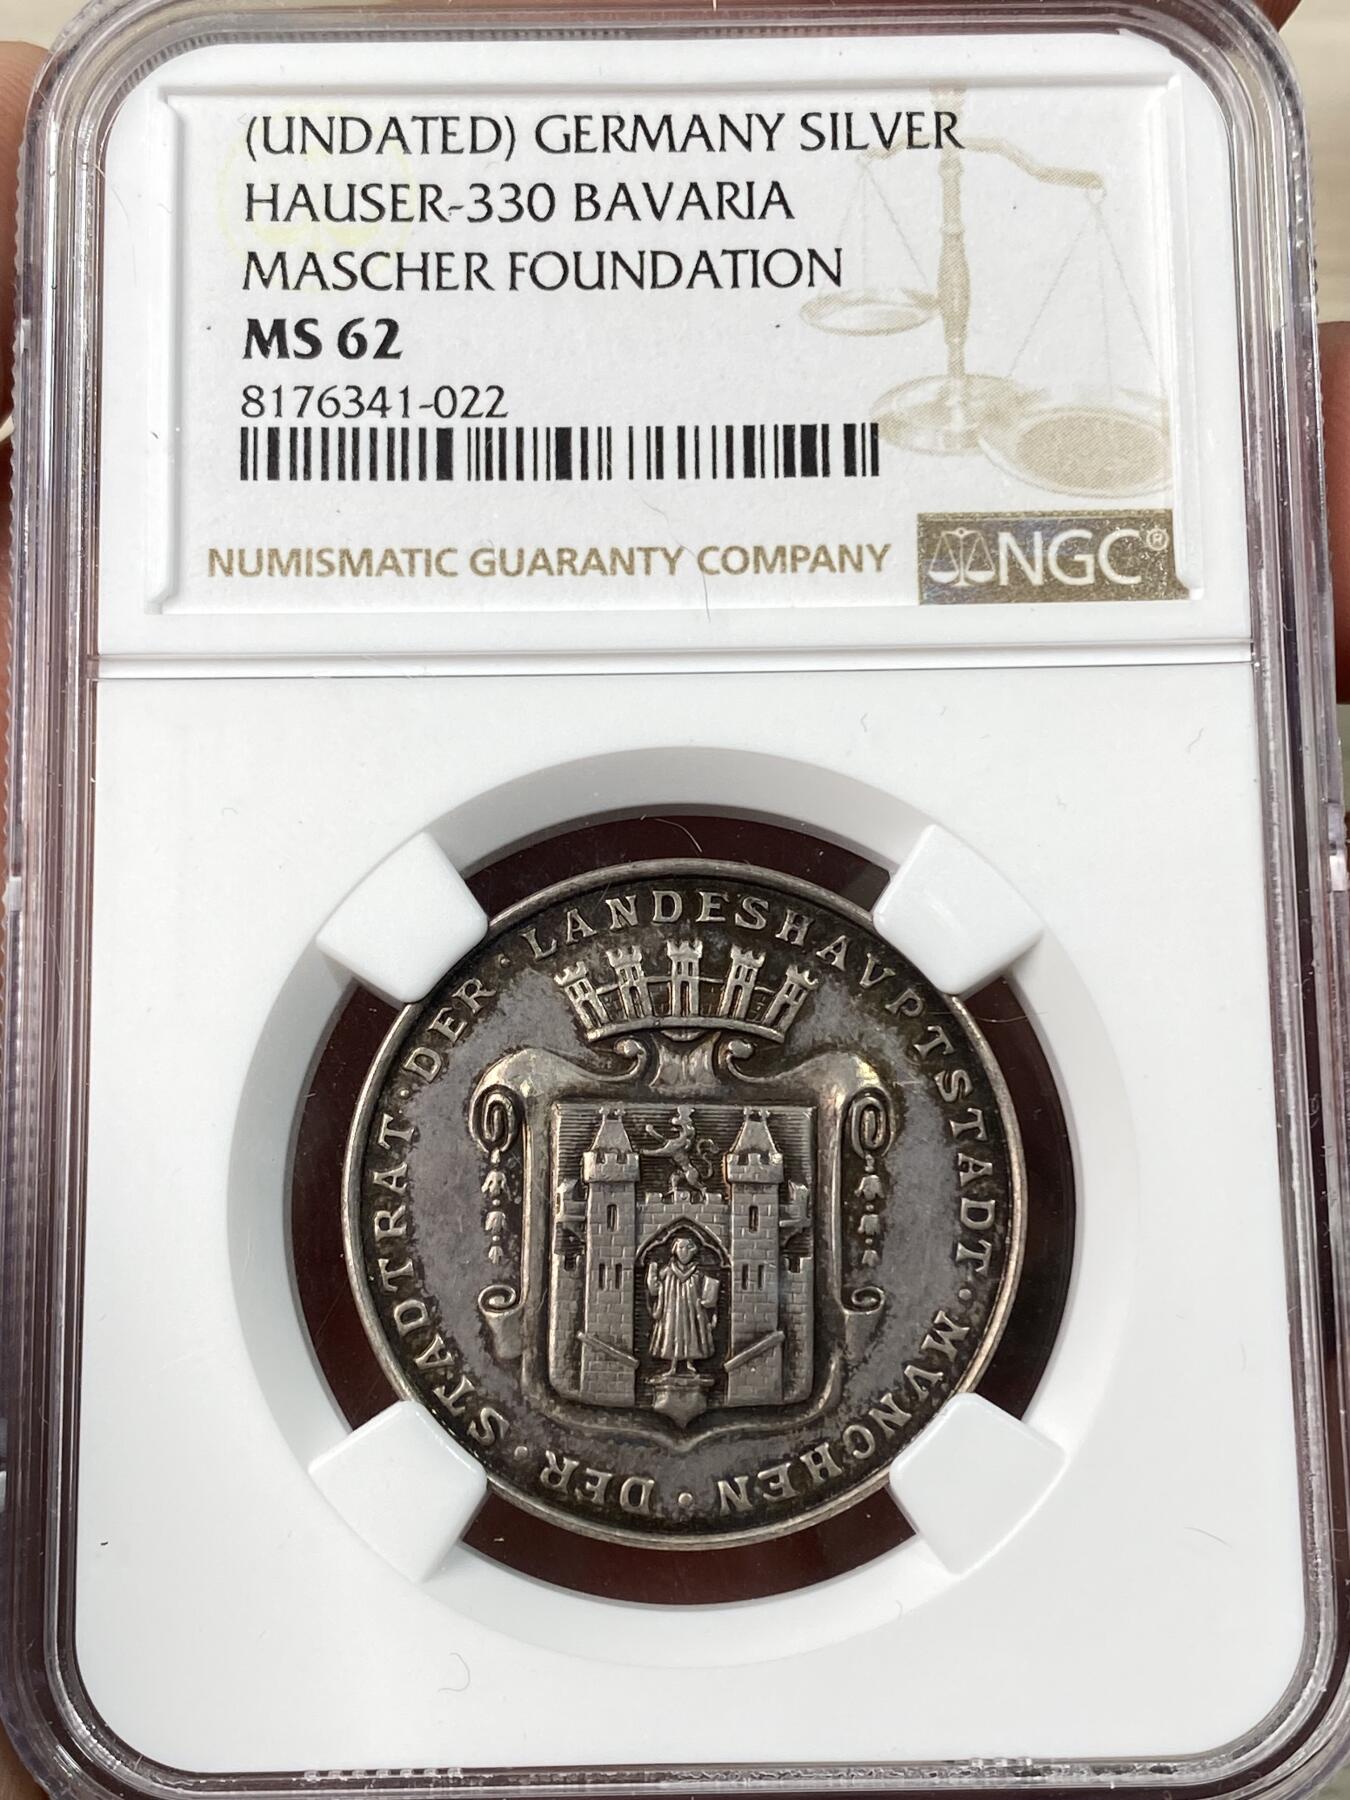 (UNDATED) GERMANY SILVER
HAUSER-330 BAVARIA
MASCHER FOUNDATION
MS 62
8176341-022
NUMISMATIC GUARANTY COMPANY
NGC®
DER · STADTRAT · DER · LANDESHAVPTSTADT · MVNCHEN ·